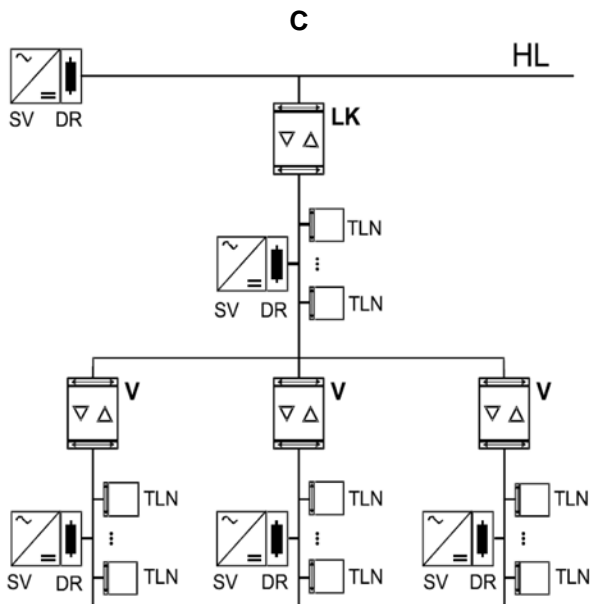 C
HL
SV DR
LK
TLN
SV DR
TLN
V V V
TLN TLN TLN
SV DR TLN SV DR TLN SV DR TLN